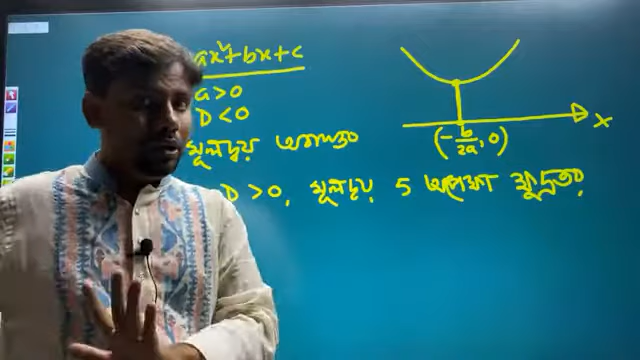 ax²+bx+c
a>0
D<0
মূলদ্বয় অবাস্তব
D>0, মূলদ্বয় 5 অপেক্ষা ক্ষুদ্রতর
x
(-b/2a, 0)